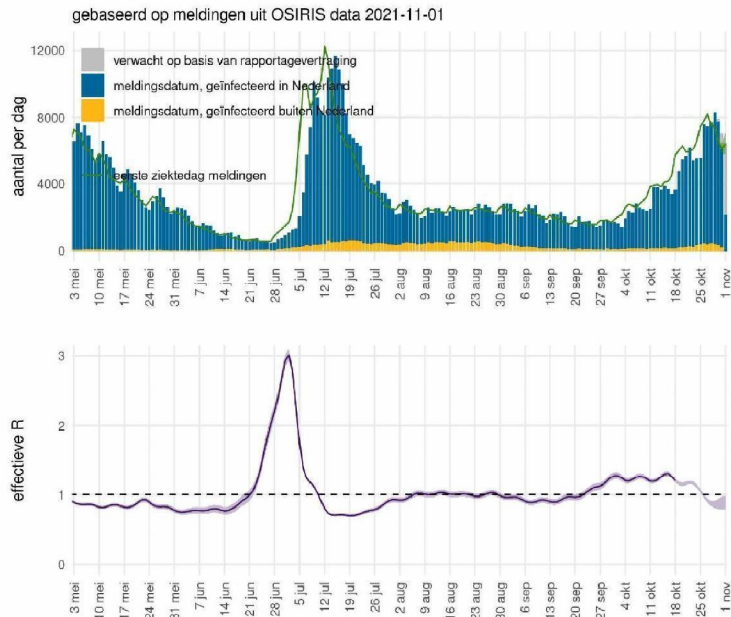 gebaseerd op meldingen uit OSIRIS data 2021-11-01
12000
8000
4000
0
aantal per dag
verwacht op basis van rapportagevertraging
meldingsdatum, geïnfecteerd in Nederland
meldingsdatum, geïnfecteerd buiten Nederland
eerste ziektedag meldingen
3 mei
10 mei
17 mei
24 mei
31 mei
7 jun
14 jun
21 jun
28 jun
5 jul
12 jul
19 jul
26 jul
2 aug
9 aug
16 aug
23 aug
30 aug
6 sep
13 sep
20 sep
27 sep
4 okt
11 okt
18 okt
25 okt
1 nov
3
2
1
0
effectieve R
3 mei
10 mei
17 mei
24 mei
31 mei
7 jun
14 jun
21 jun
28 jun
5 jul
12 jul
19 jul
26 jul
2 aug
9 aug
16 aug
23 aug
30 aug
6 sep
13 sep
20 sep
27 sep
4 okt
11 okt
18 okt
25 okt
1 nov